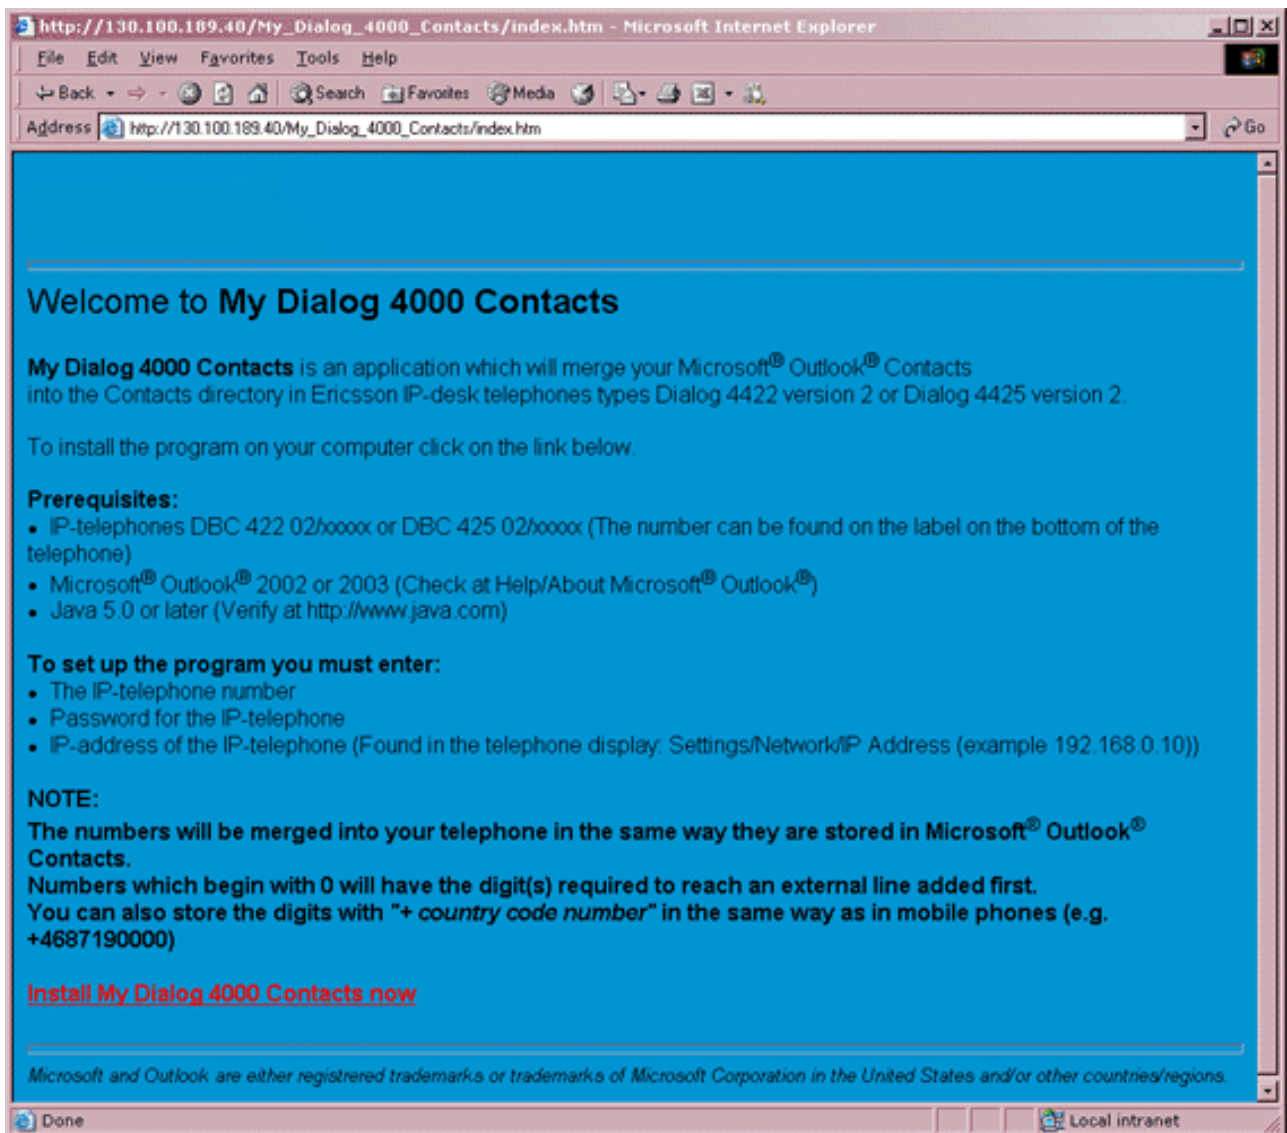 http://130.100.189.40/My_Dialog_4000_Contacts/index.htm - Microsoft Internet Explorer
File Edit View Favorites Tools Help
Back Search Favorites Media
Address http://130.100.189.40/My_Dialog_4000_Contacts/index.htm Go
Welcome to My Dialog 4000 Contacts
My Dialog 4000 Contacts is an application which will merge your Microsoft® Outlook® Contacts
into the Contacts directory in Ericsson IP-desk telephones types Dialog 4422 version 2 or Dialog 4425 version 2.
To install the program on your computer click on the link below.
Prerequisites:
• IP-telephones DBC 422 02/xxxxx or DBC 425 02/xxxxx (The number can be found on the label on the bottom of the
telephone)
• Microsoft® Outlook® 2002 or 2003 (Check at Help/About Microsoft® Outlook®)
• Java 5.0 or later (Verify at http://www.java.com)
To set up the program you must enter:
• The IP-telephone number
• Password for the IP-telephone
• IP-address of the IP-telephone (Found in the telephone display: Settings/Network/IP Address (example 192.168.0.10))
NOTE:
The numbers will be merged into your telephone in the same way they are stored in Microsoft® Outlook®
Contacts.
Numbers which begin with 0 will have the digit(s) required to reach an external line added first.
You can also store the digits with "+ country code number" in the same way as in mobile phones (e.g.
+4687190000)
Install My Dialog 4000 Contacts now
Microsoft and Outlook are either registrered trademarks or trademarks of Microsoft Corporation in the United States and/or other countries/regions.
Done Local intranet